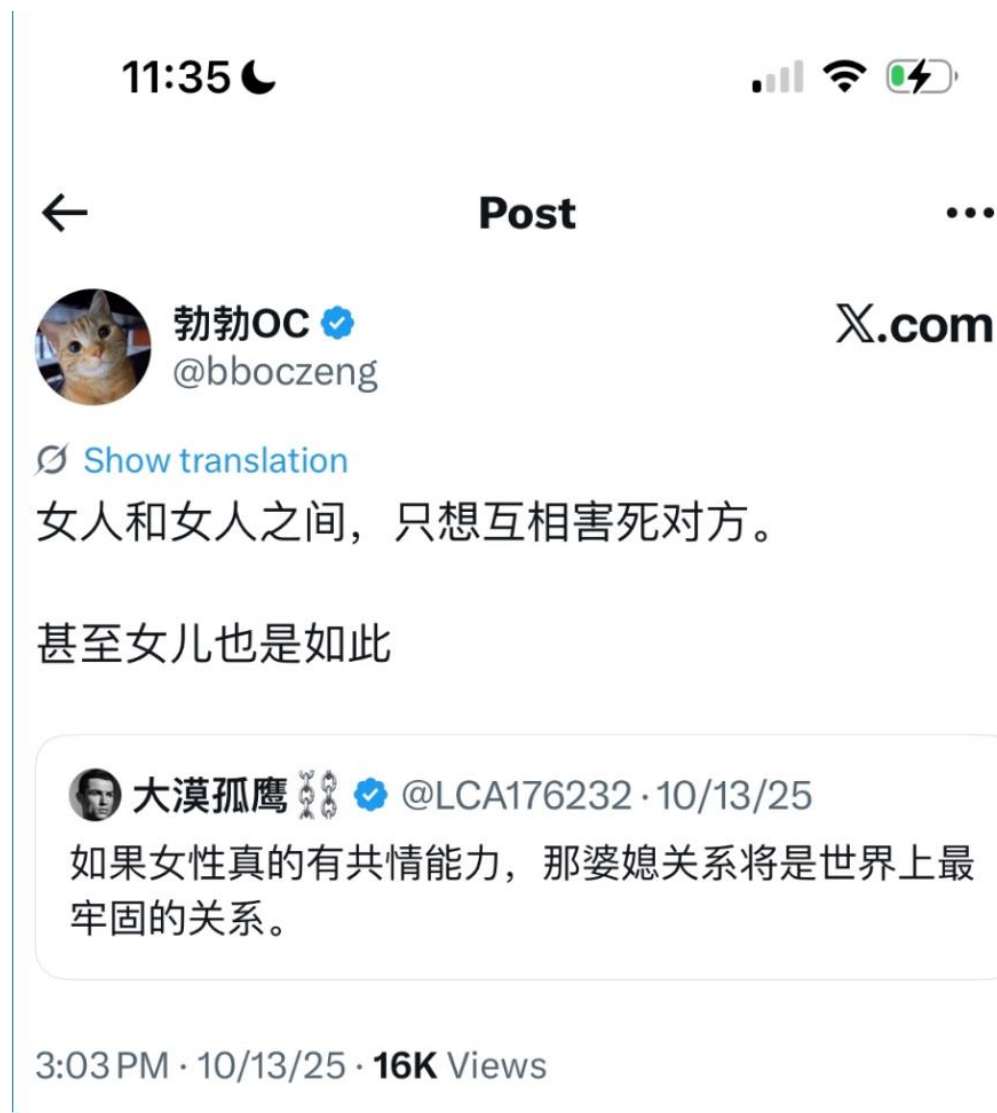 11:35
Post
勃勃OC
X.com
@bboczeng
Show translation
女人和女人之间，只想互相害死对方。
甚至女儿也是如此
大漠孤鹰 @LCA176232 · 10/13/25
如果女性真的有共情能力，那婆媳关系将是世界上最
牢固的关系。
3:03 PM · 10/13/25 · 16K Views